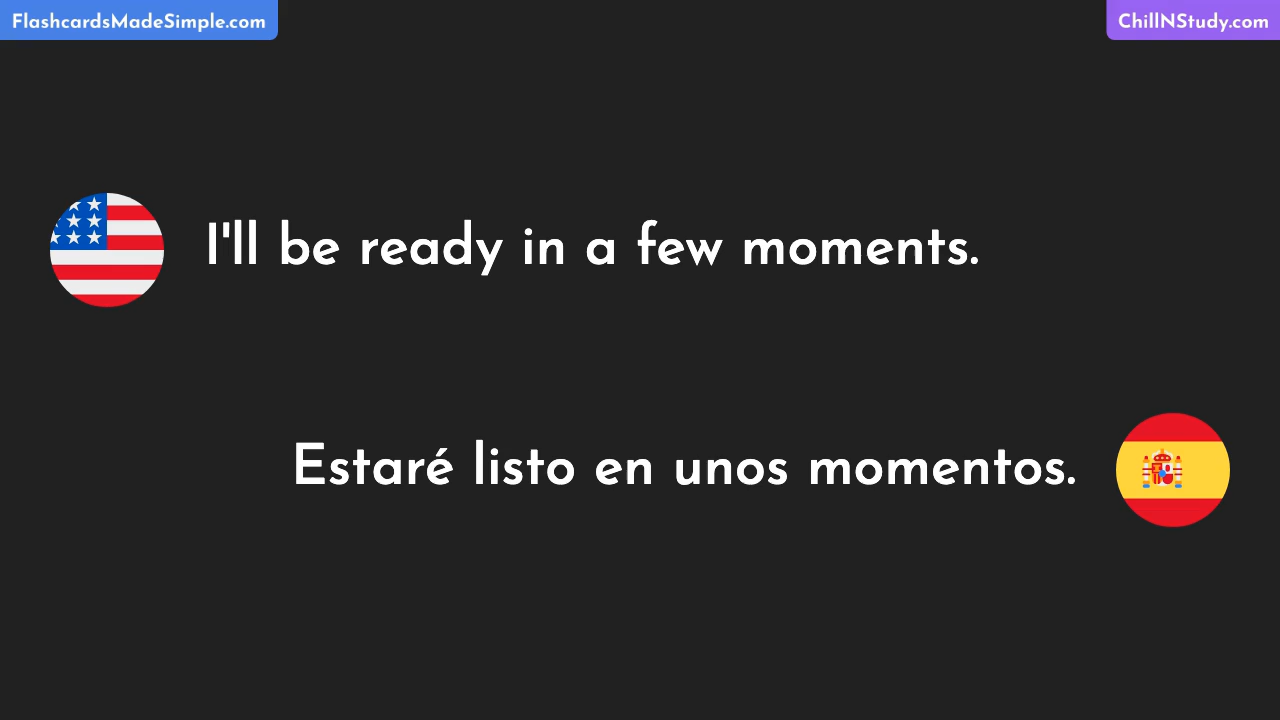 FlashcardsMadeSimple.com
ChillNStudy.com
I'll be ready in a few moments.
Estaré listo en unos momentos.